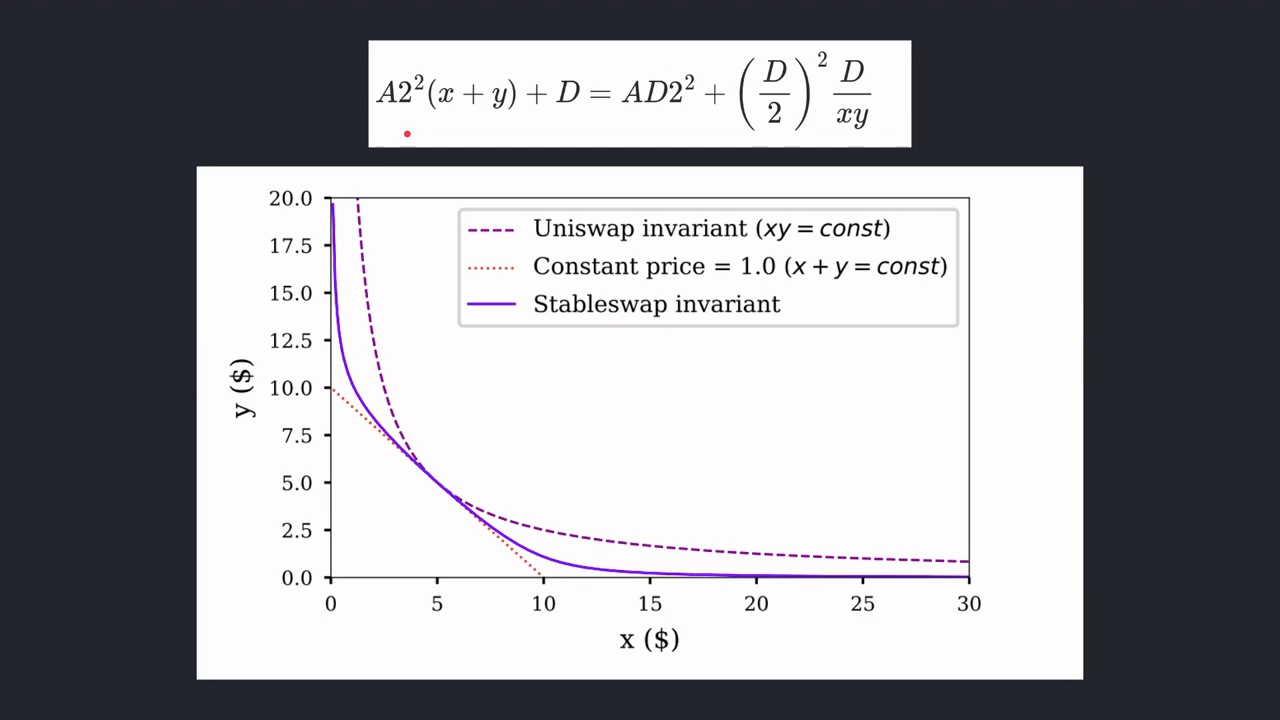 A2²(x + y) + D = AD2² + (D/2)² D/xy
20.0
17.5
15.0
12.5
10.0
7.5
5.0
2.5
0.0
y ($)
Uniswap invariant (xy = const)
Constant price = 1.0 (x + y = const)
Stableswap invariant
0 5 10 15 20 25 30
x ($)